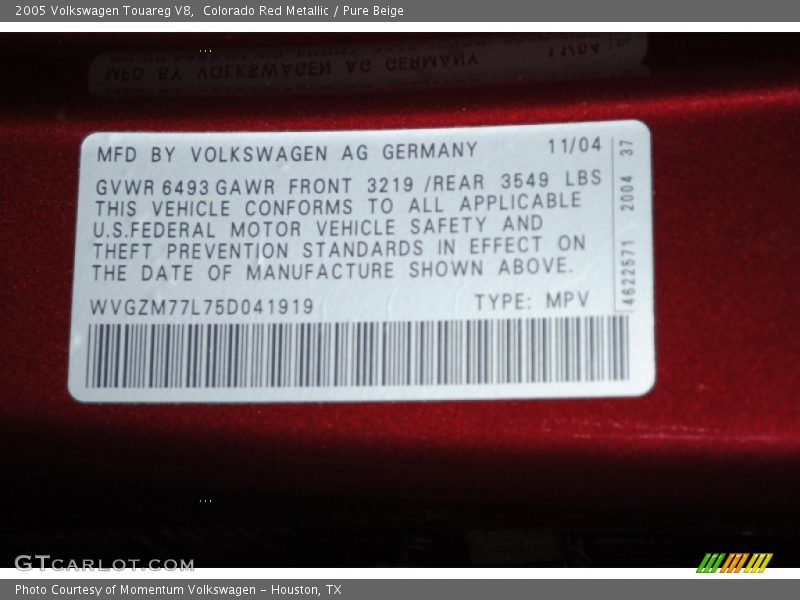 2005 Volkswagen Touareg V8, Colorado Red Metallic / Pure Beige
MFD BY VOLKSWAGEN AG GERMANY 11/04
GVWR 6493 GAWR FRONT 3219 /REAR 3549 LBS
THIS VEHICLE CONFORMS TO ALL APPLICABLE
U.S.FEDERAL MOTOR VEHICLE SAFETY AND
THEFT PREVENTION STANDARDS IN EFFECT ON
THE DATE OF MANUFACTURE SHOWN ABOVE.
WVGZM77L75D041919 TYPE: MPV
4622571 2004 37
GTCARLOT.COM
Photo Courtesy of Momentum Volkswagen - Houston, TX